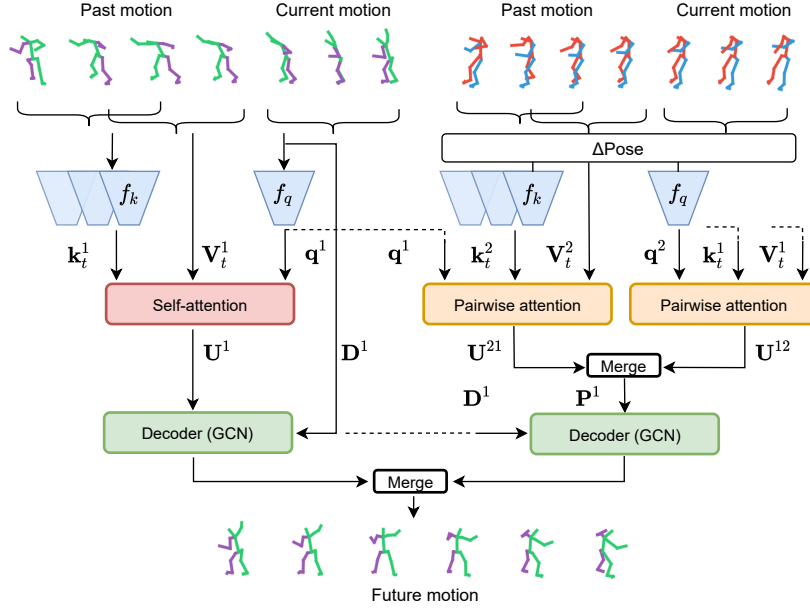 Past motion
Current motion
Past motion
Current motion
ΔPose
f_k
f_q
f_k
f_q
k_t^1
V_t^1
q^1
q^1
k_t^2
V_t^2
q^2
k_t^1
V_t^1
Self-attention
Pairwise attention
Pairwise attention
U^1
D^1
U^21
U^12
Merge
D^1
P^1
Decoder (GCN)
Decoder (GCN)
Merge
Future motion